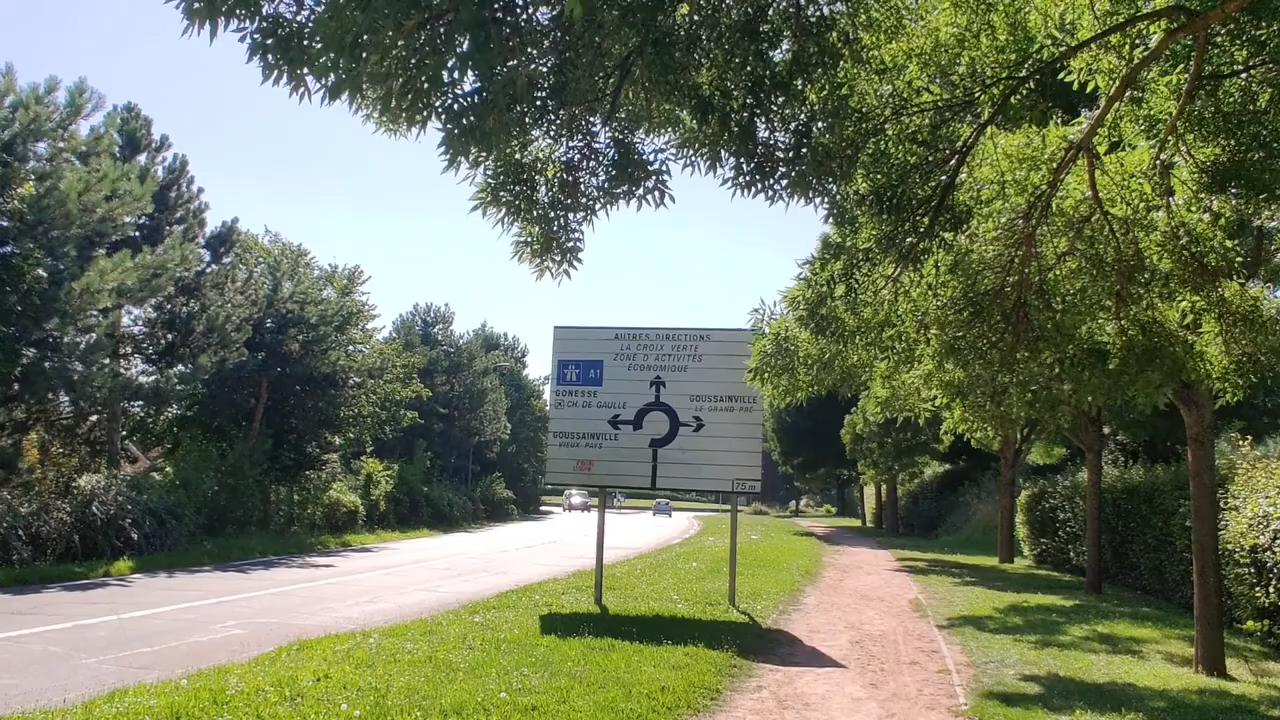 AUTRES DIRECTIONS
LA CROIX VERTE
ZONE D'ACTIVITÉS
ÉCONOMIQUE
A1
GONESSE
CH. DE GAULLE
GOUSSAINVILLE
LE GRAND PRÉ
GOUSSAINVILLE
VIEUX PAYS
75 m